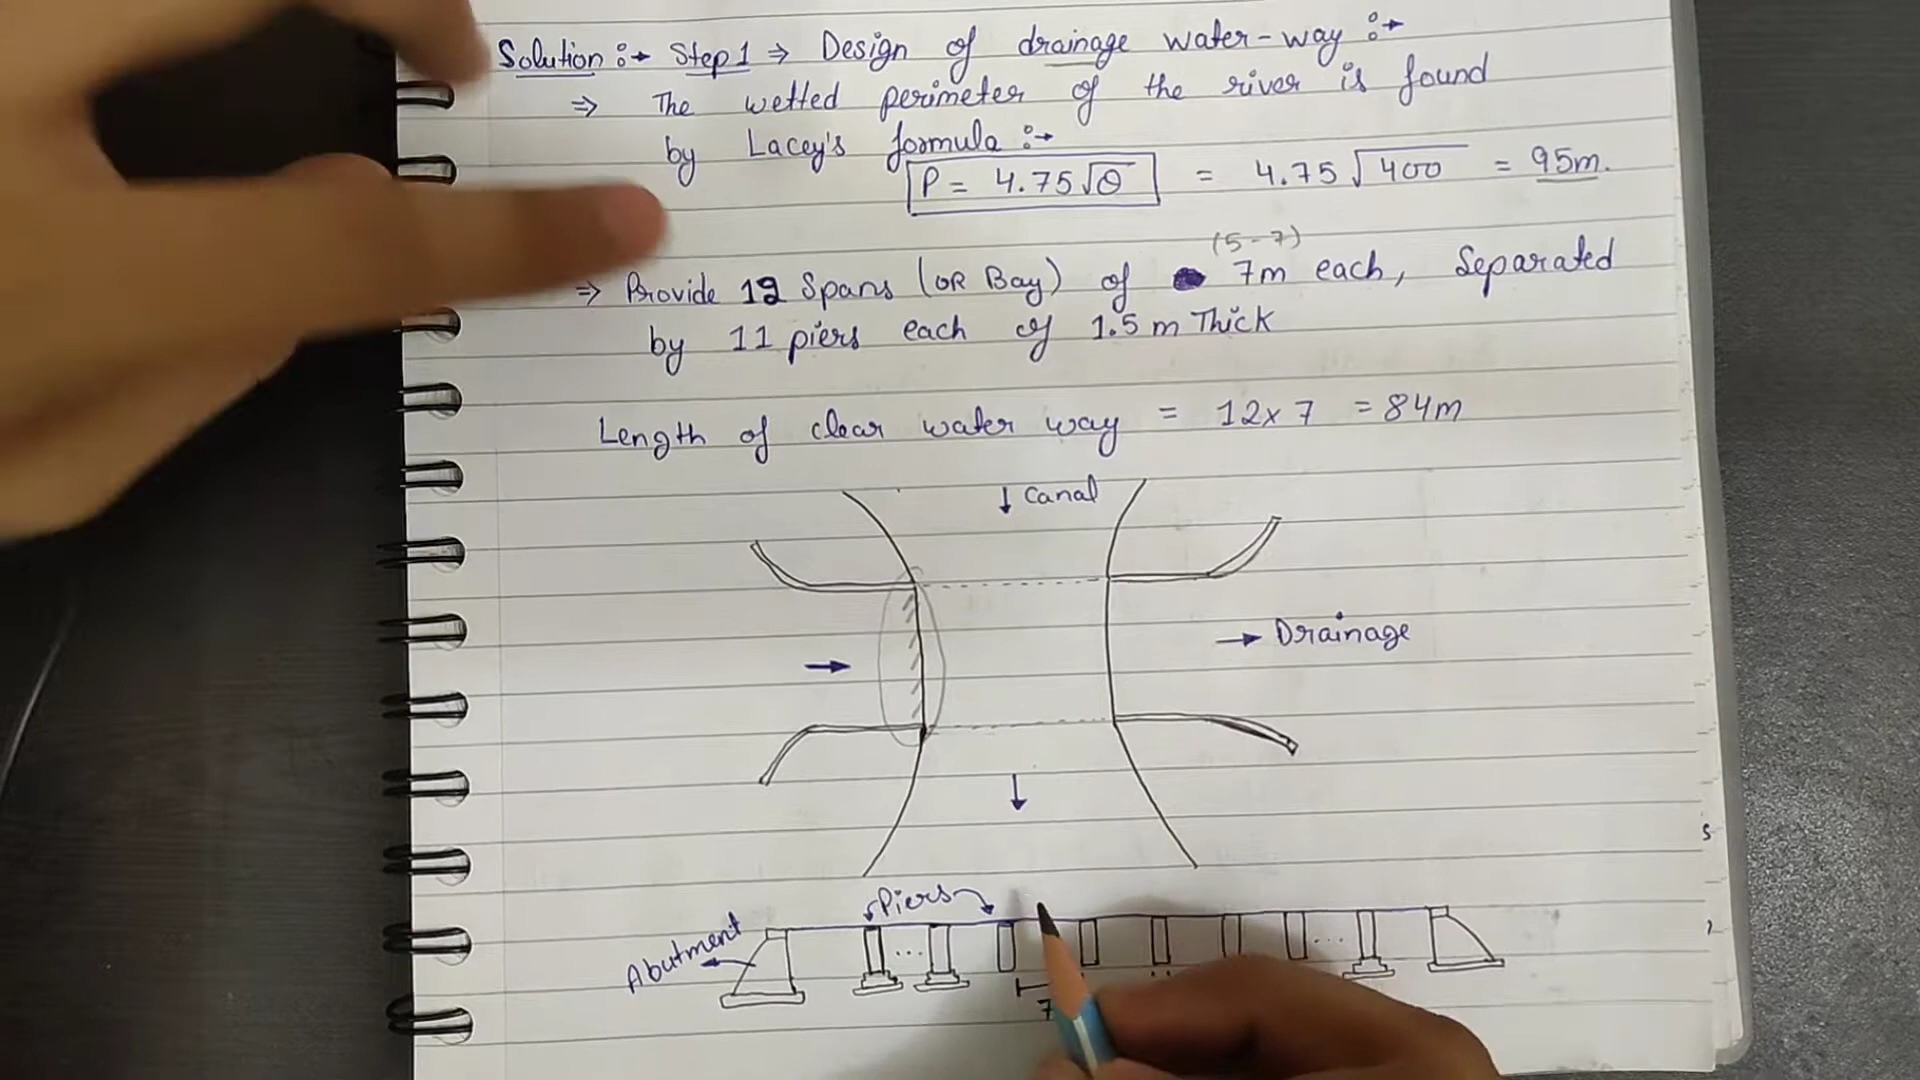 Solution :→ Step 1 ⇒ Design of drainage water-way :→
⇒ The wetted perimeter of the river is found
by Lacey's formula :→
P = 4.75√Q = 4.75√400 = 95m.
(5-7)
⇒ Provide 12 Spans (OR Bay) of 7m each, Separated
by 11 piers each of 1.5 m Thick
Length of clear water way = 12x7 = 84m
↓ Canal
→ Drainage
Piers
Abutment
7